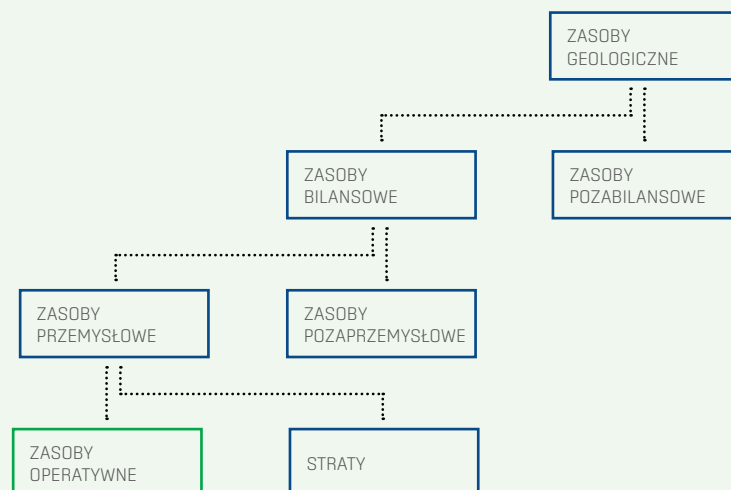 ZASOBY
GEOLOGICZNE
ZASOBY
BILANSOWE
ZASOBY
POZABILANSOWE
ZASOBY
PRZEMYSŁOWE
ZASOBY
POZAPRZEMYSŁOWE
ZASOBY
OPERATYWNE
STRATY